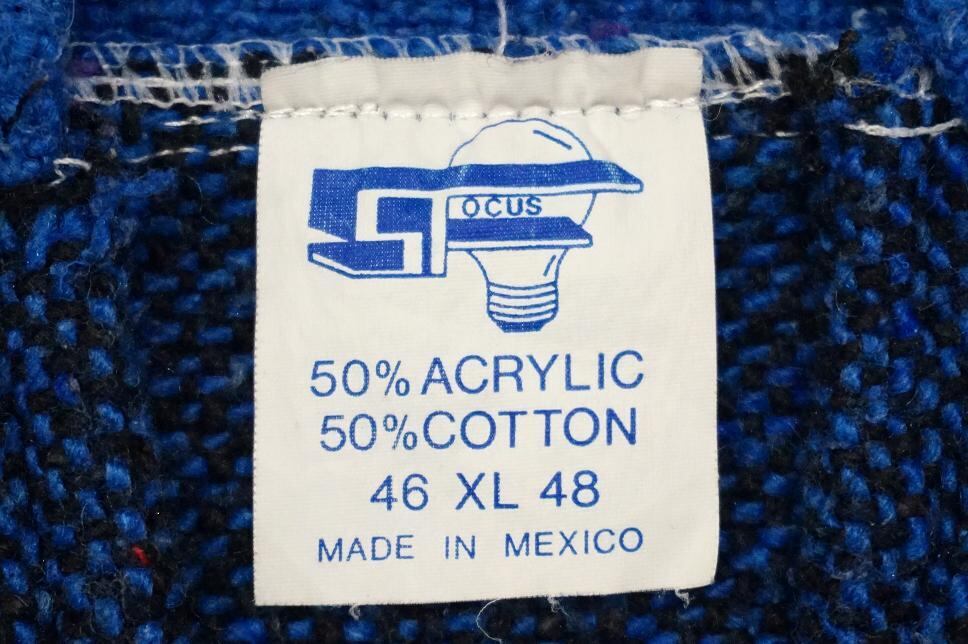 OCUS
50% ACRYLIC
50% COTTON
46 XL 48
MADE IN MEXICO